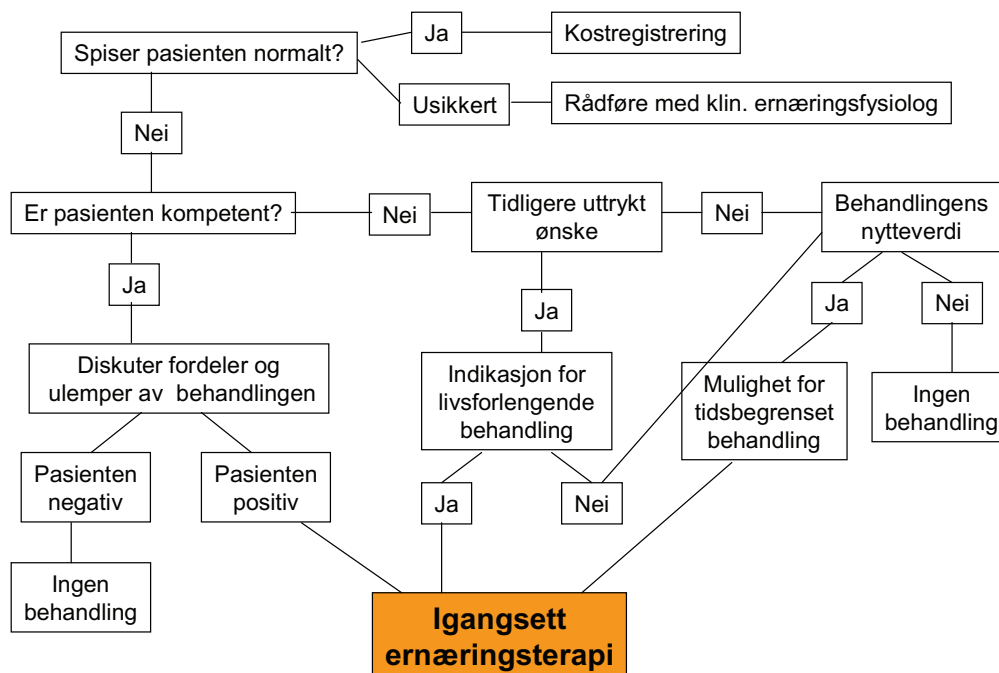 Ja
Kostregistrering
Spiser pasienten normalt?
Usikkert
Rådføre med klin. ernæringsfysiolog
Nei
Er pasienten kompetent?
Nei
Tidligere uttrykt
ønske
Nei
Behandlingens
nytteverdi
Ja
Ja
Ja
Nei
Diskuter fordeler og
ulemper av behandlingen
Indikasjon for
livsforlengende
behandling
Mulighet for
tidsbegrenset
behandling
Ingen
behandling
Pasienten
negativ
Pasienten
positiv
Ja
Nei
Ingen
behandling
Igangsett
ernæringsterapi